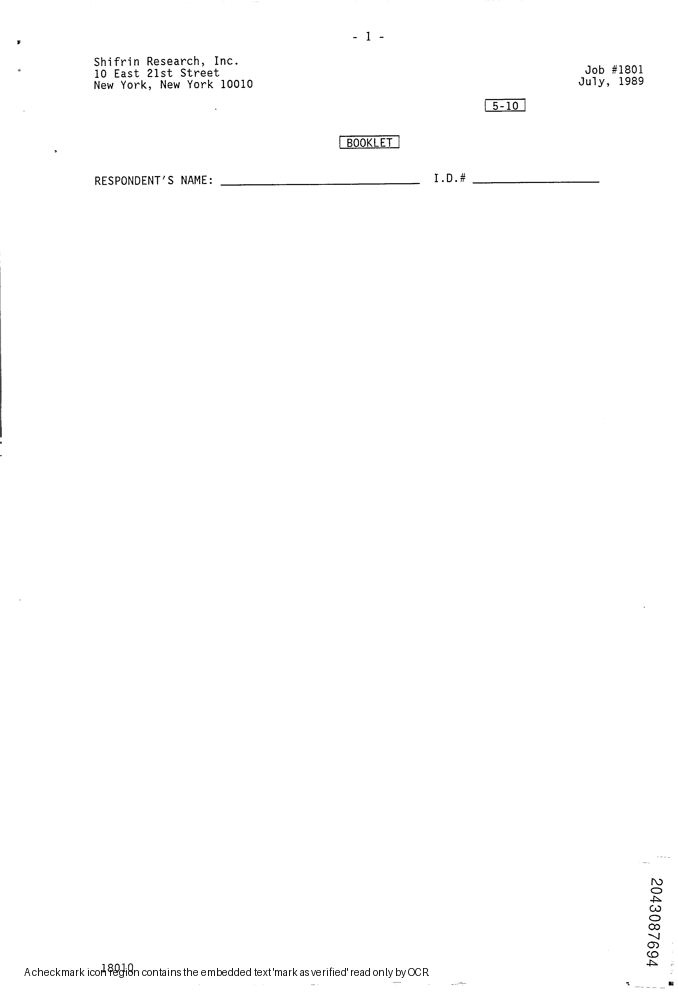 - 1 -
Shifrin Research, Inc.
10 East 21st Street
New York, New York 10010
Job #1801
July, 1989
5-10
BOOKLET
RESPONDENT'S NAME: ____________________ I.D.# ____________
2043087694
18010
A checkmark icon region contains the embedded text 'mark as verified' read only by OCR